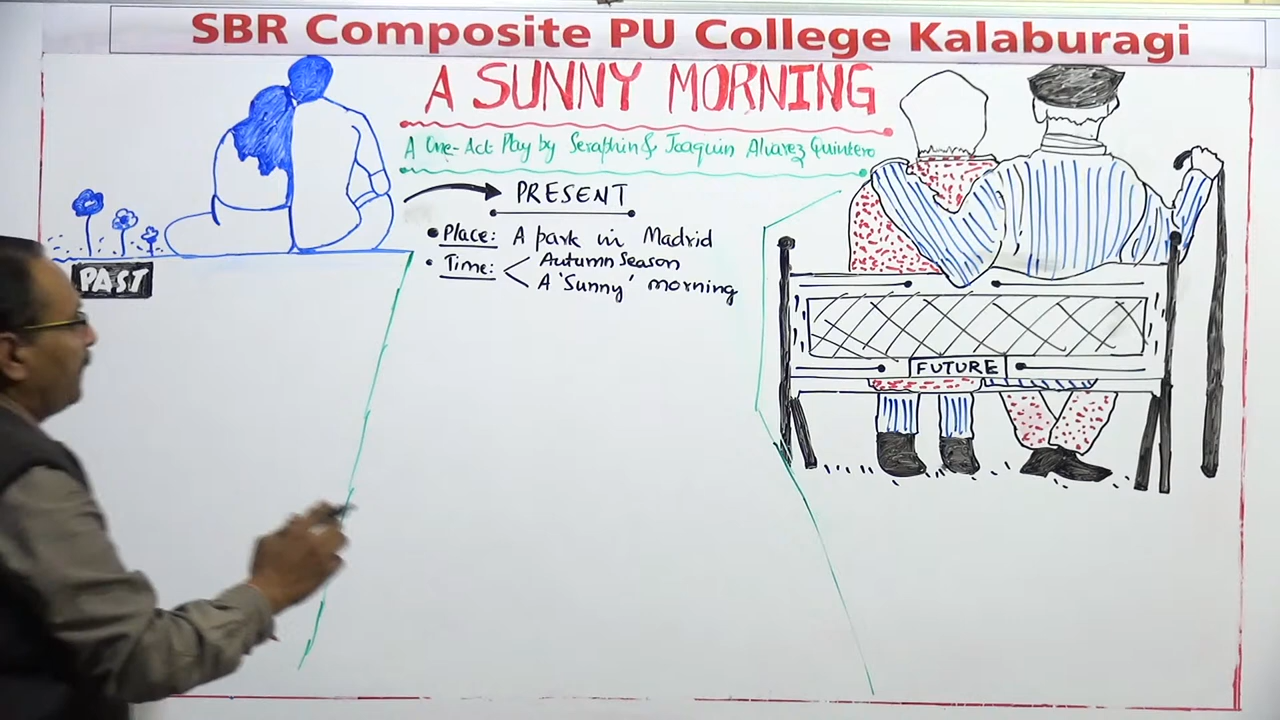 SBR Composite PU College Kalaburagi
A SUNNY MORNING
A One-Act Play by Seraphin & Joaquin Alvarez Quintero
PRESENT
• Place: A park in Madrid
• Time: Autumn Season
A 'Sunny' morning
PAST
FUTURE